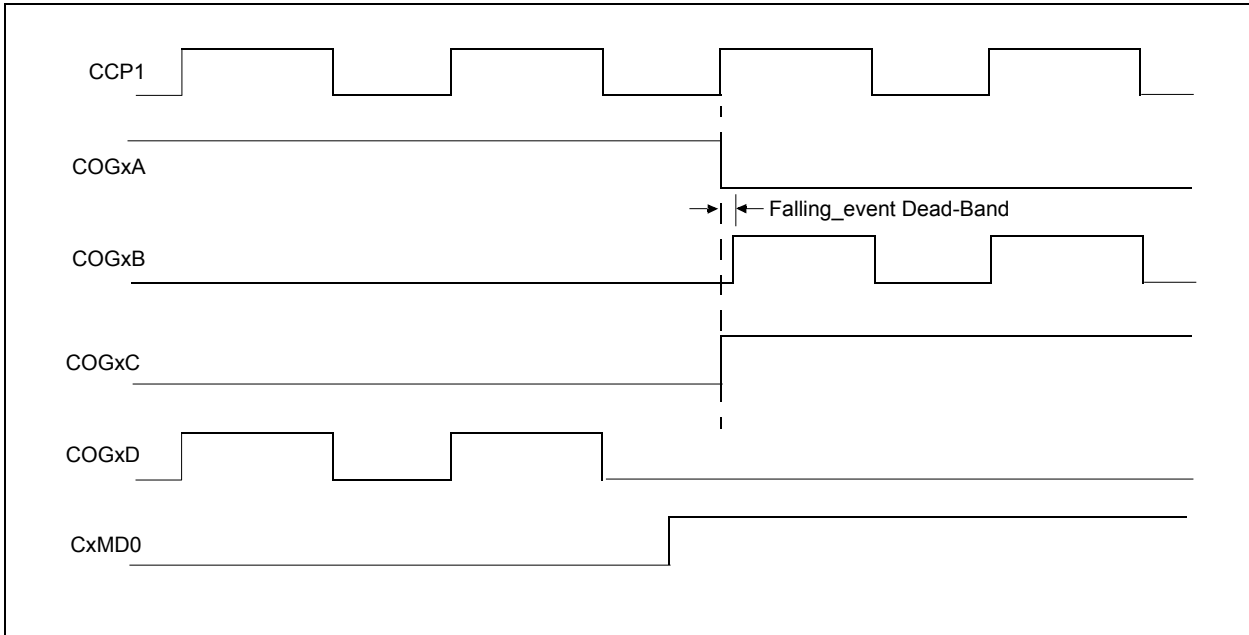 CCP1
COGxA
Falling_event Dead-Band
COGxB
COGxC
COGxD
CxMD0